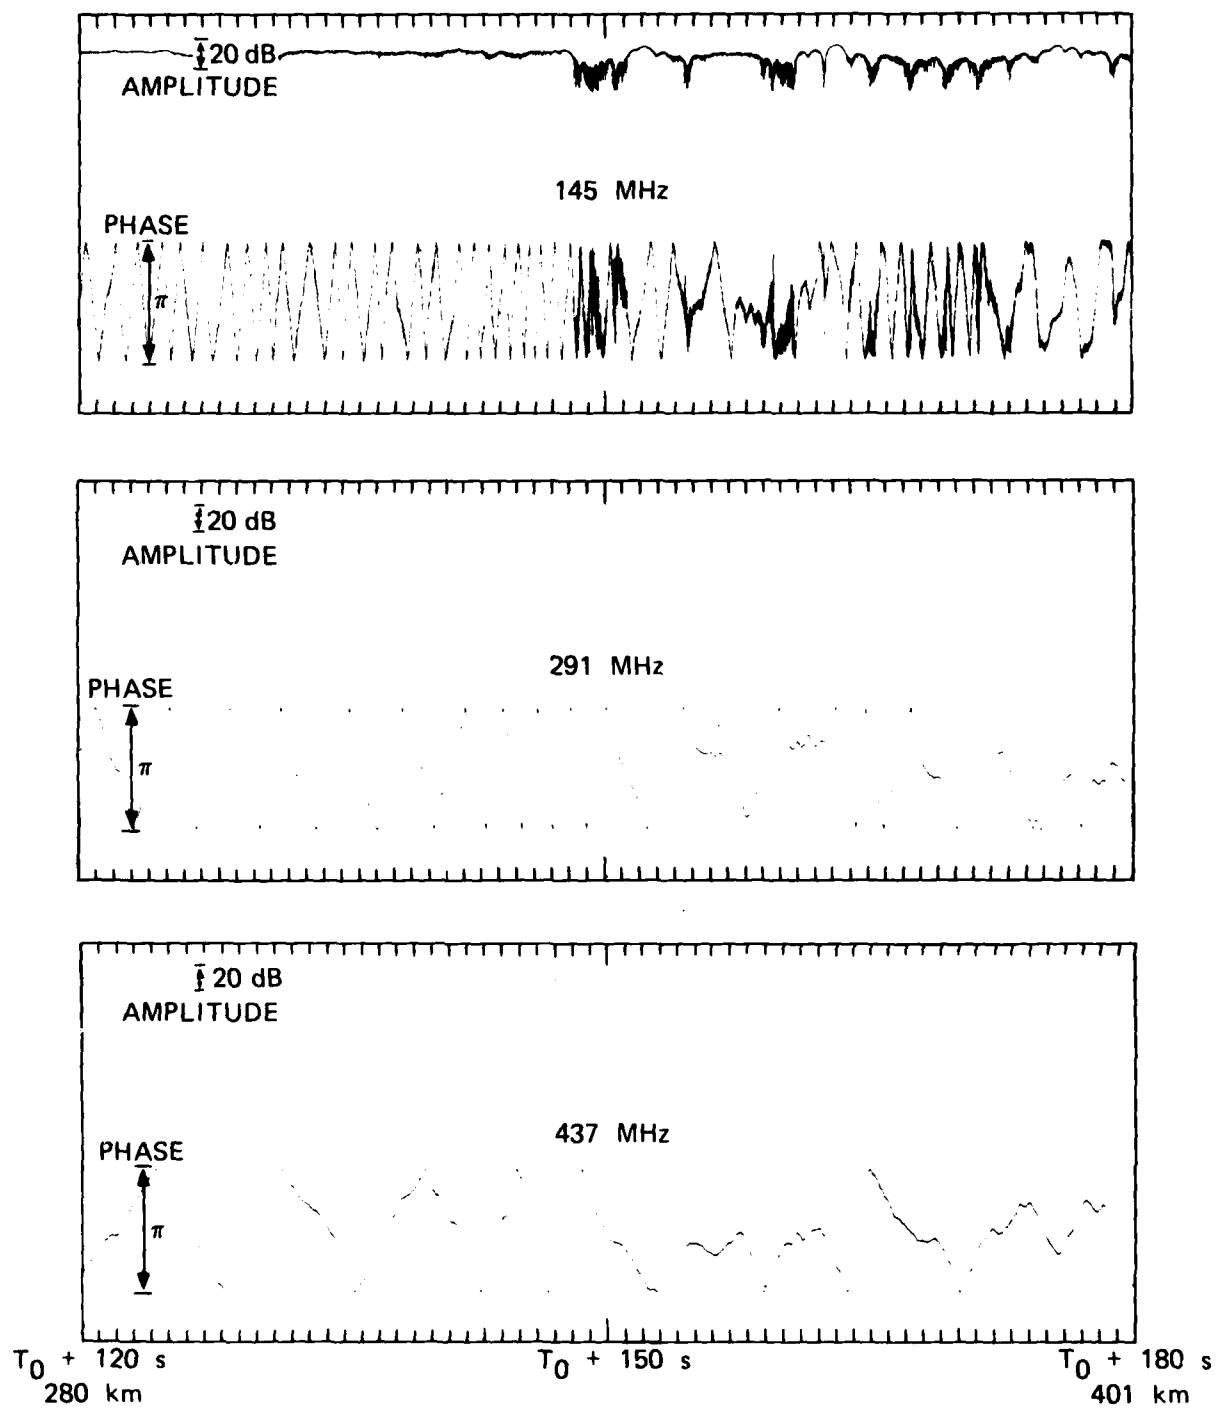 20 dB
AMPLITUDE
145 MHz
PHASE
π
20 dB
AMPLITUDE
291 MHz
PHASE
π
20 dB
AMPLITUDE
437 MHz
PHASE
π
T0 + 120 s T0 + 150 s T0 + 180 s
280 km 401 km